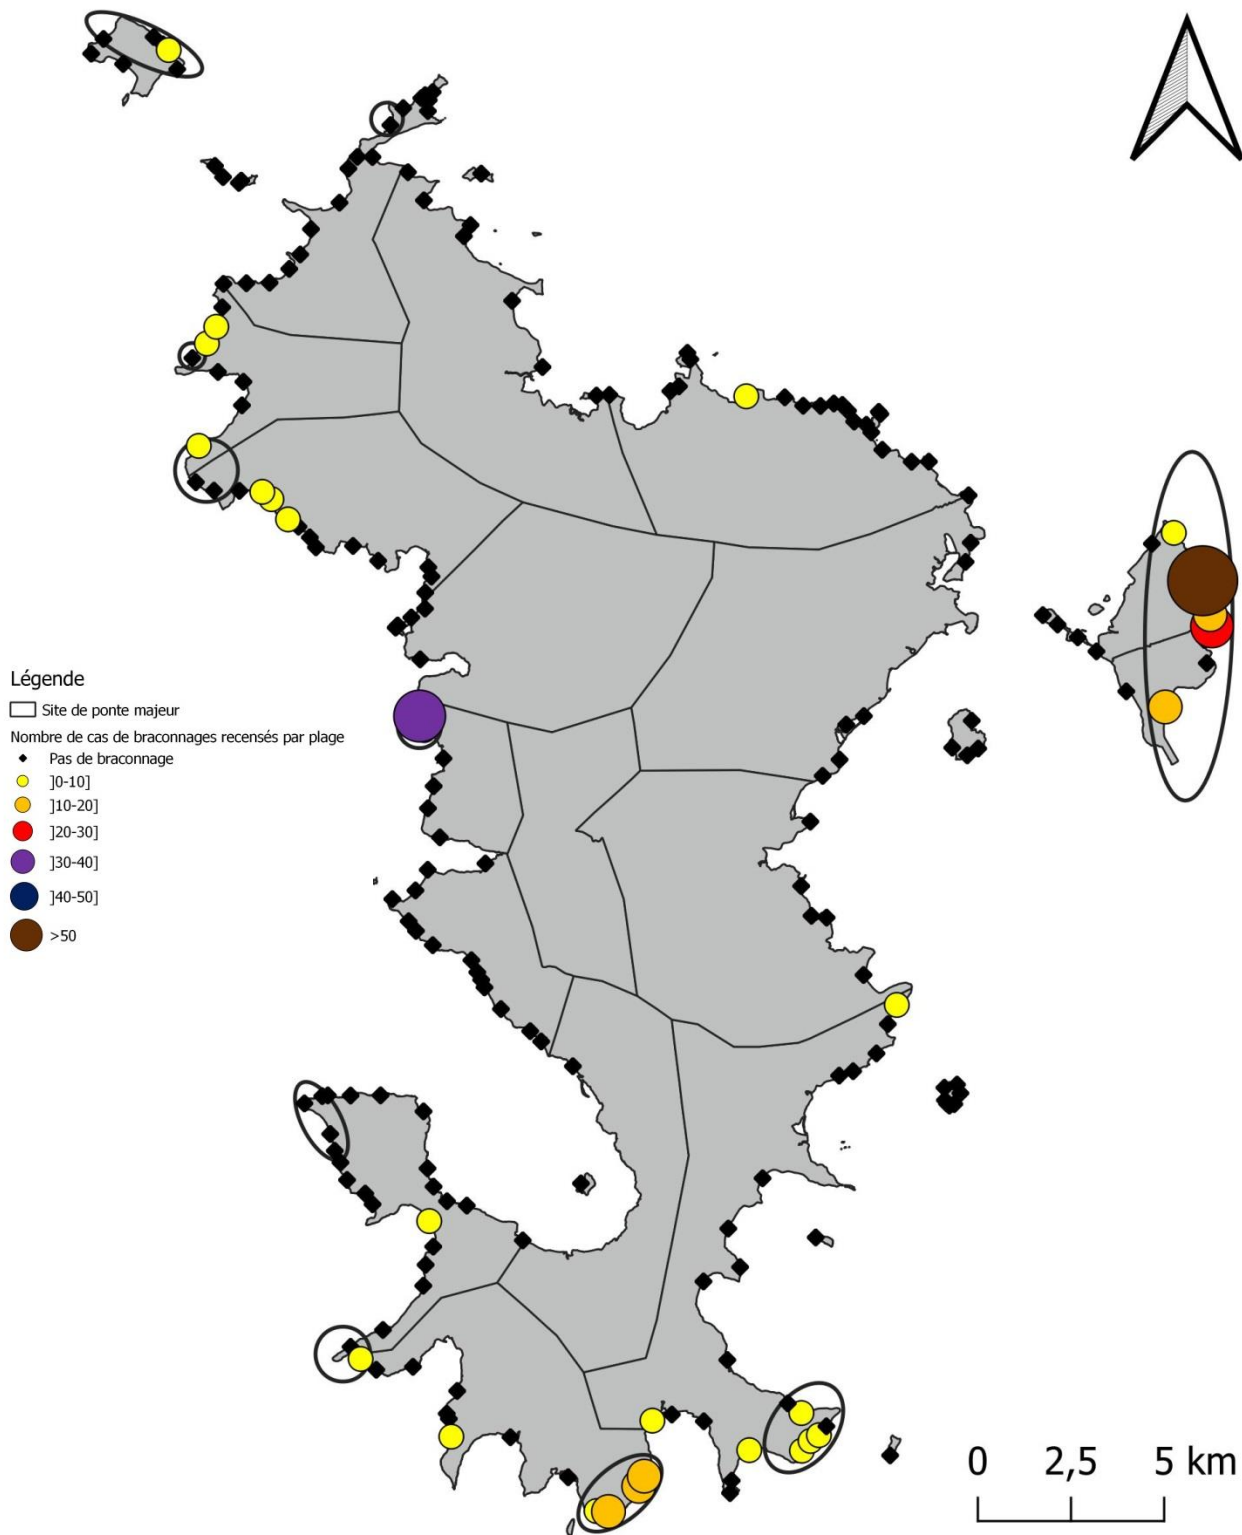 Légende
Site de ponte majeur
Nombre de cas de braconnages recensés par plage
Pas de braconnage
]0-10]
]10-20]
]20-30]
]30-40]
]40-50]
>50
0 2,5 5 km